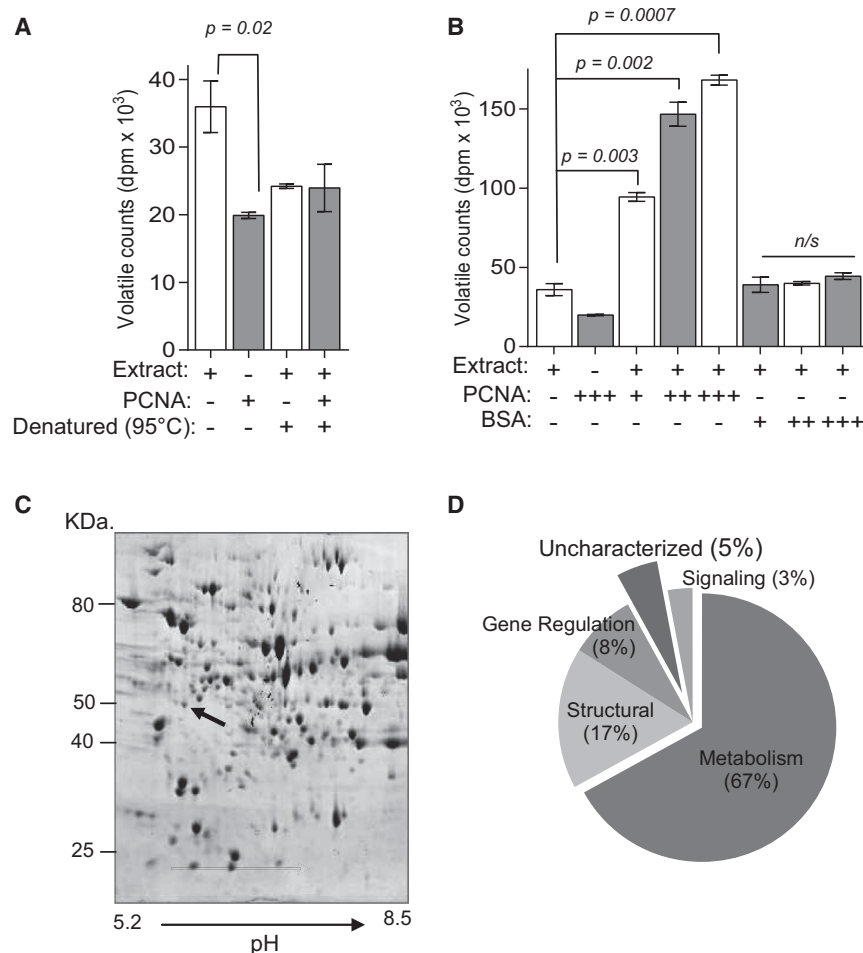 A
p = 0.02
Volatile counts (dpm x 10³)
40
30
20
10
0
Extract: + - + +
PCNA: - + - +
Denatured (95°C): - - + +
B
p = 0.0007
p = 0.002
p = 0.003
n/s
Volatile counts (dpm x 10³)
150
100
50
0
Extract: + - + + + + + +
PCNA: - +++ + ++ +++ - - -
BSA: - - - - - + ++ +++
C
KDa.
80
50
40
25
5.2
8.5
pH
D
Uncharacterized (5%)
Signaling (3%)
Gene Regulation
(8%)
Structural
(17%)
Metabolism
(67%)